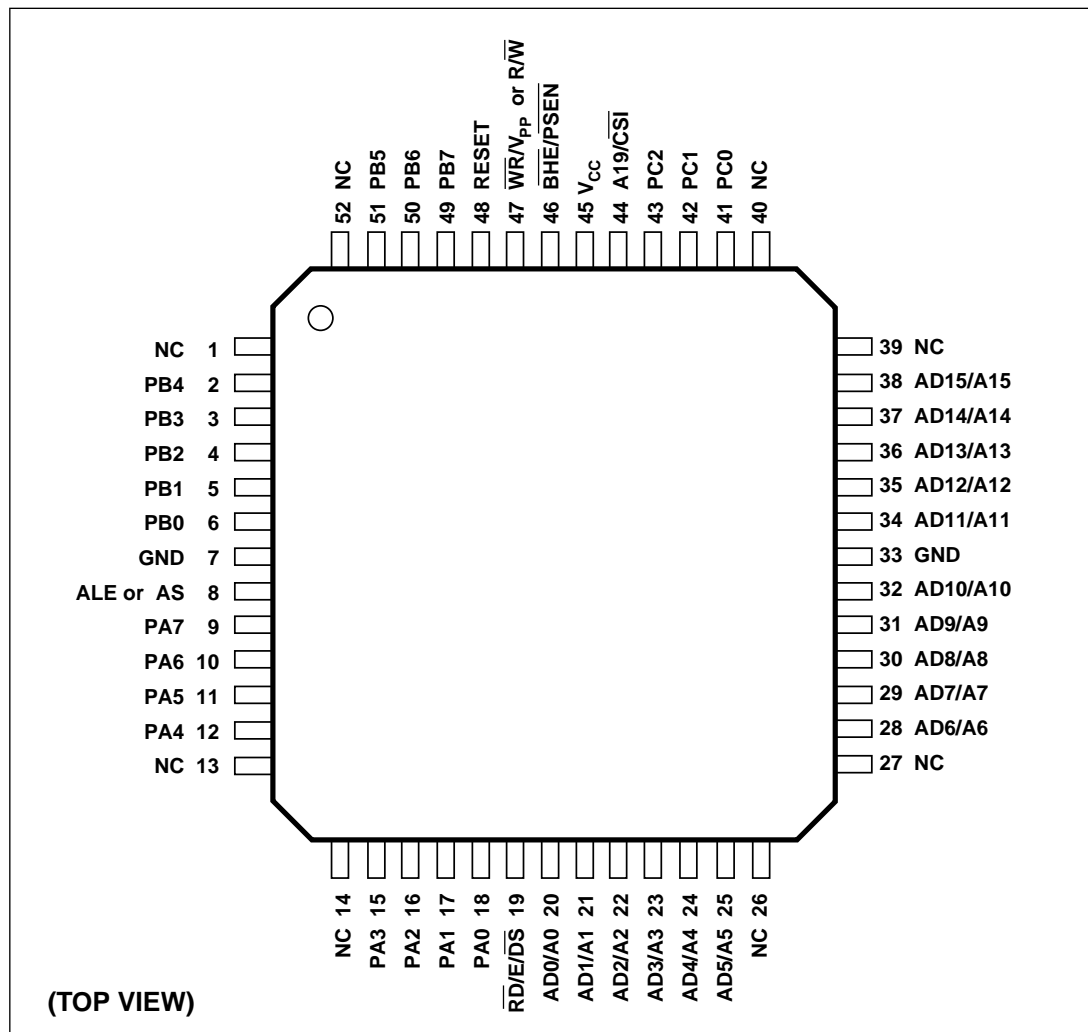 52 NC
51 PB5
50 PB6
49 PB7
48 RESET
47 W̅R̅/VPP or R/W̅
46 B̅H̅E̅/P̅S̅E̅N̅
45 VCC
44 A19/C̅S̅I̅
43 PC2
42 PC1
41 PC0
40 NC
NC 1
PB4 2
PB3 3
PB2 4
PB1 5
PB0 6
GND 7
ALE or AS 8
PA7 9
PA6 10
PA5 11
PA4 12
NC 13
39 NC
38 AD15/A15
37 AD14/A14
36 AD13/A13
35 AD12/A12
34 AD11/A11
33 GND
32 AD10/A10
31 AD9/A9
30 AD8/A8
29 AD7/A7
28 AD6/A6
27 NC
NC 14
PA3 15
PA2 16
PA1 17
PA0 18
R̅D̅/E/D̅S̅ 19
AD0/A0 20
AD1/A1 21
AD2/A2 22
AD3/A3 23
AD4/A4 24
AD5/A5 25
NC 26
(TOP VIEW)